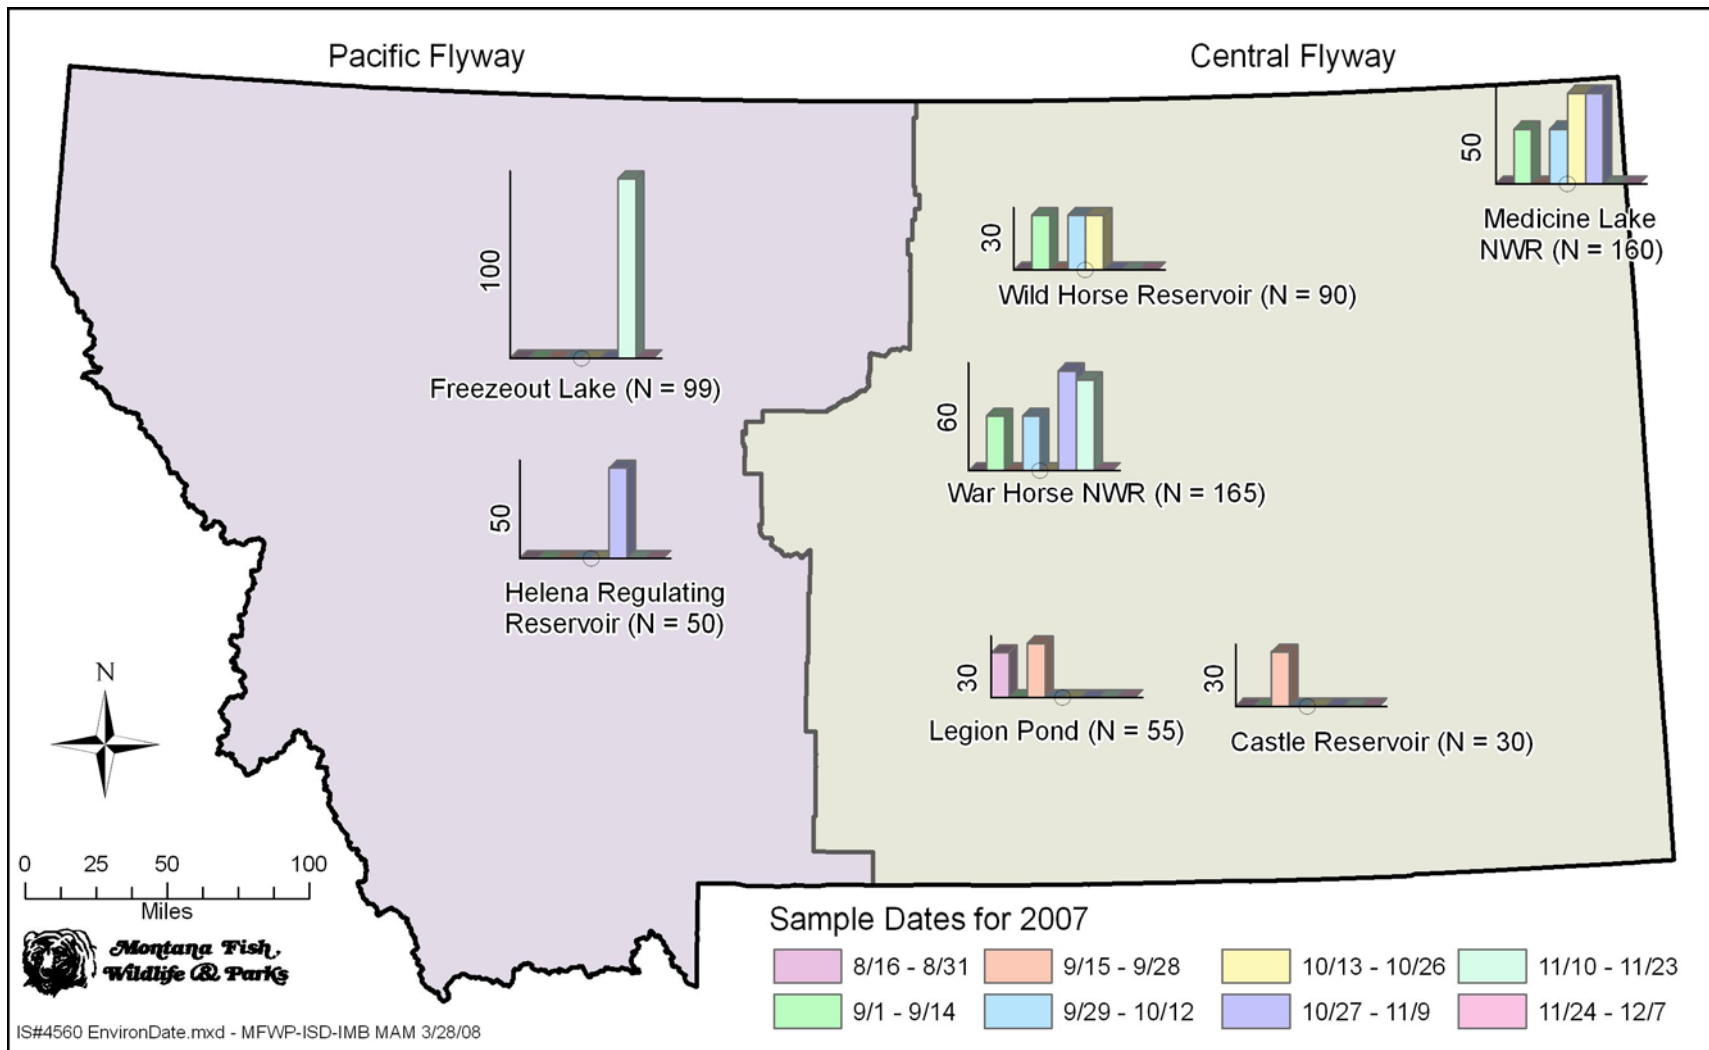 Pacific Flyway
Central Flyway
50
Medicine Lake
NWR (N = 160)
30
Wild Horse Reservoir (N = 90)
100
Freezeout Lake (N = 99)
60
War Horse NWR (N = 165)
50
Helena Regulating
Reservoir (N = 50)
30
Legion Pond (N = 55)
30
Castle Reservoir (N = 30)
N
0 25 50 100
Miles
Montana Fish,
Wildlife & Parks
Sample Dates for 2007
8/16 - 8/31
9/15 - 9/28
10/13 - 10/26
11/10 - 11/23
9/1 - 9/14
9/29 - 10/12
10/27 - 11/9
11/24 - 12/7
IS#4560 EnvironDate.mxd - MFWP-ISD-IMB MAM 3/28/08